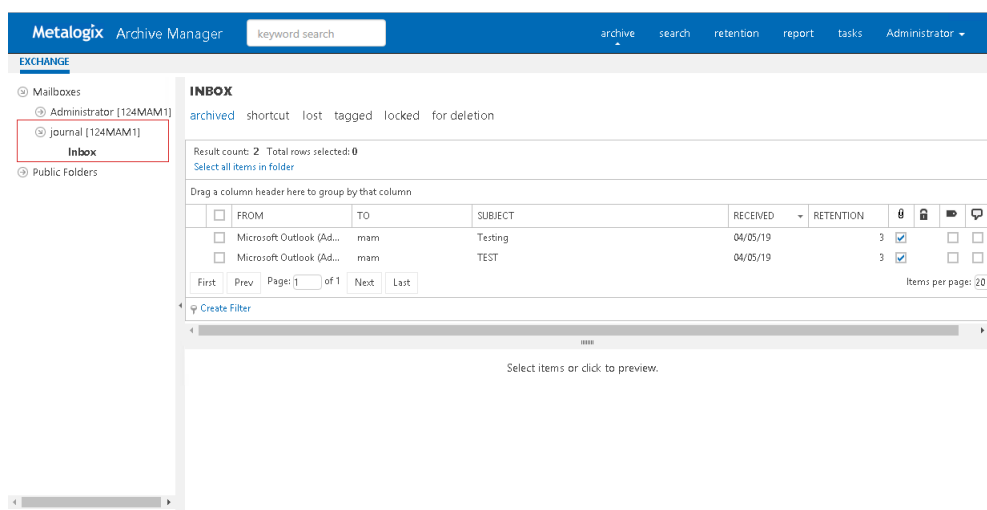 Metalogix Archive Manager keyword search archive search retention report tasks Administrator
EXCHANGE
Mailboxes
Administrator [124MAM1]
journal [124MAM1]
Inbox
Public Folders
INBOX
archived shortcut lost tagged locked for deletion
Result count: 2 Total rows selected: 0
Select all items in folder
Drag a column header here to group by that column
FROM TO SUBJECT RECEIVED RETENTION
Microsoft Outlook (Ad... mam Testing 04/05/19 3
Microsoft Outlook (Ad... mam TEST 04/05/19 3
First Prev Page: 1 of 1 Next Last Items per page: 20
Create Filter
Select items or click to preview.